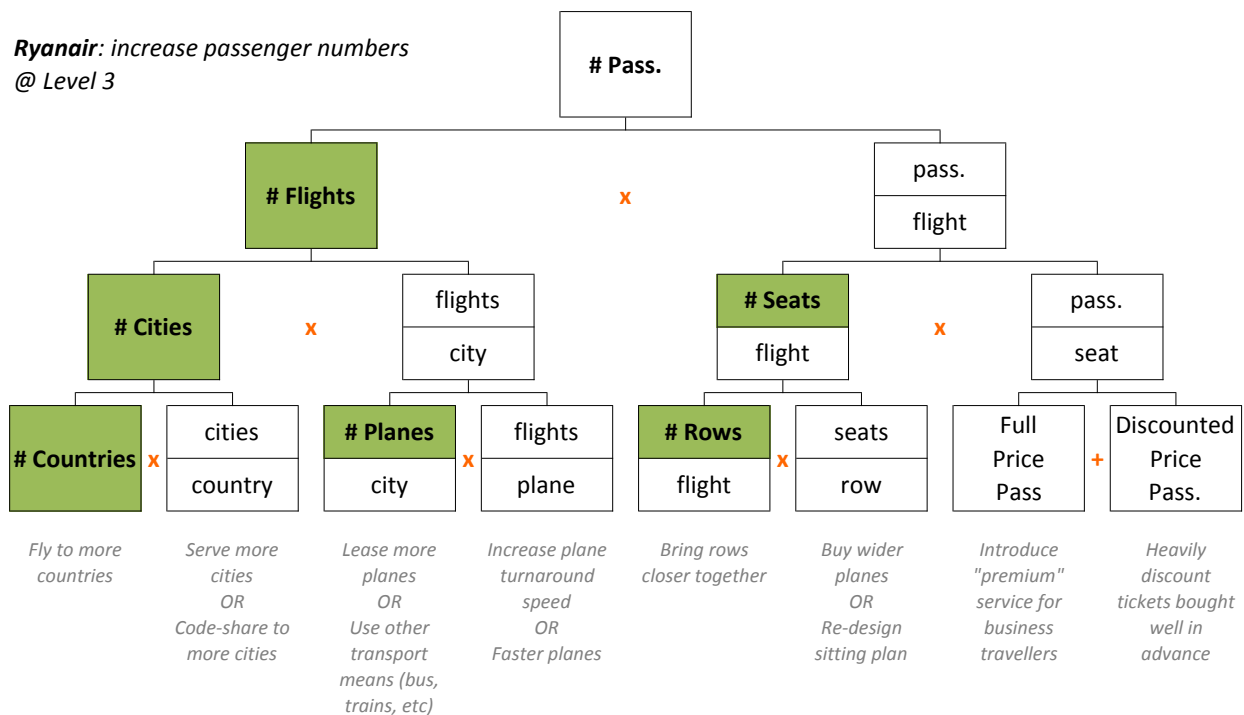 Ryanair: increase passenger numbers
@ Level 3
# Pass.
# Flights
x
pass.
flight
# Cities
x
flights
city
# Seats
flight
x
pass.
seat
# Countries
x
cities
country
# Planes
city
x
flights
plane
# Rows
flight
x
seats
row
Full
Price
Pass
+
Discounted
Price
Pass.
Fly to more
countries
Serve more
cities
OR
Code-share to
more cities
Lease more
planes
OR
Use other
transport
means (bus,
trains, etc)
Increase plane
turnaround
speed
OR
Faster planes
Bring rows
closer together
Buy wider
planes
OR
Re-design
sitting plan
Introduce
"premium"
service for
business
travellers
Heavily
discount
tickets bought
well in
advance